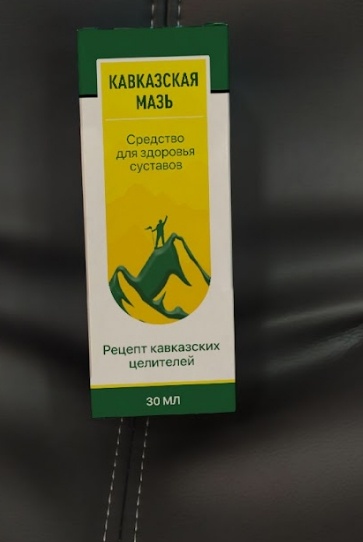 КАВКАЗСКАЯ
МАЗЬ
Средство
для здоровья
суставов
Рецепт кавказских
целителей
30 МЛ